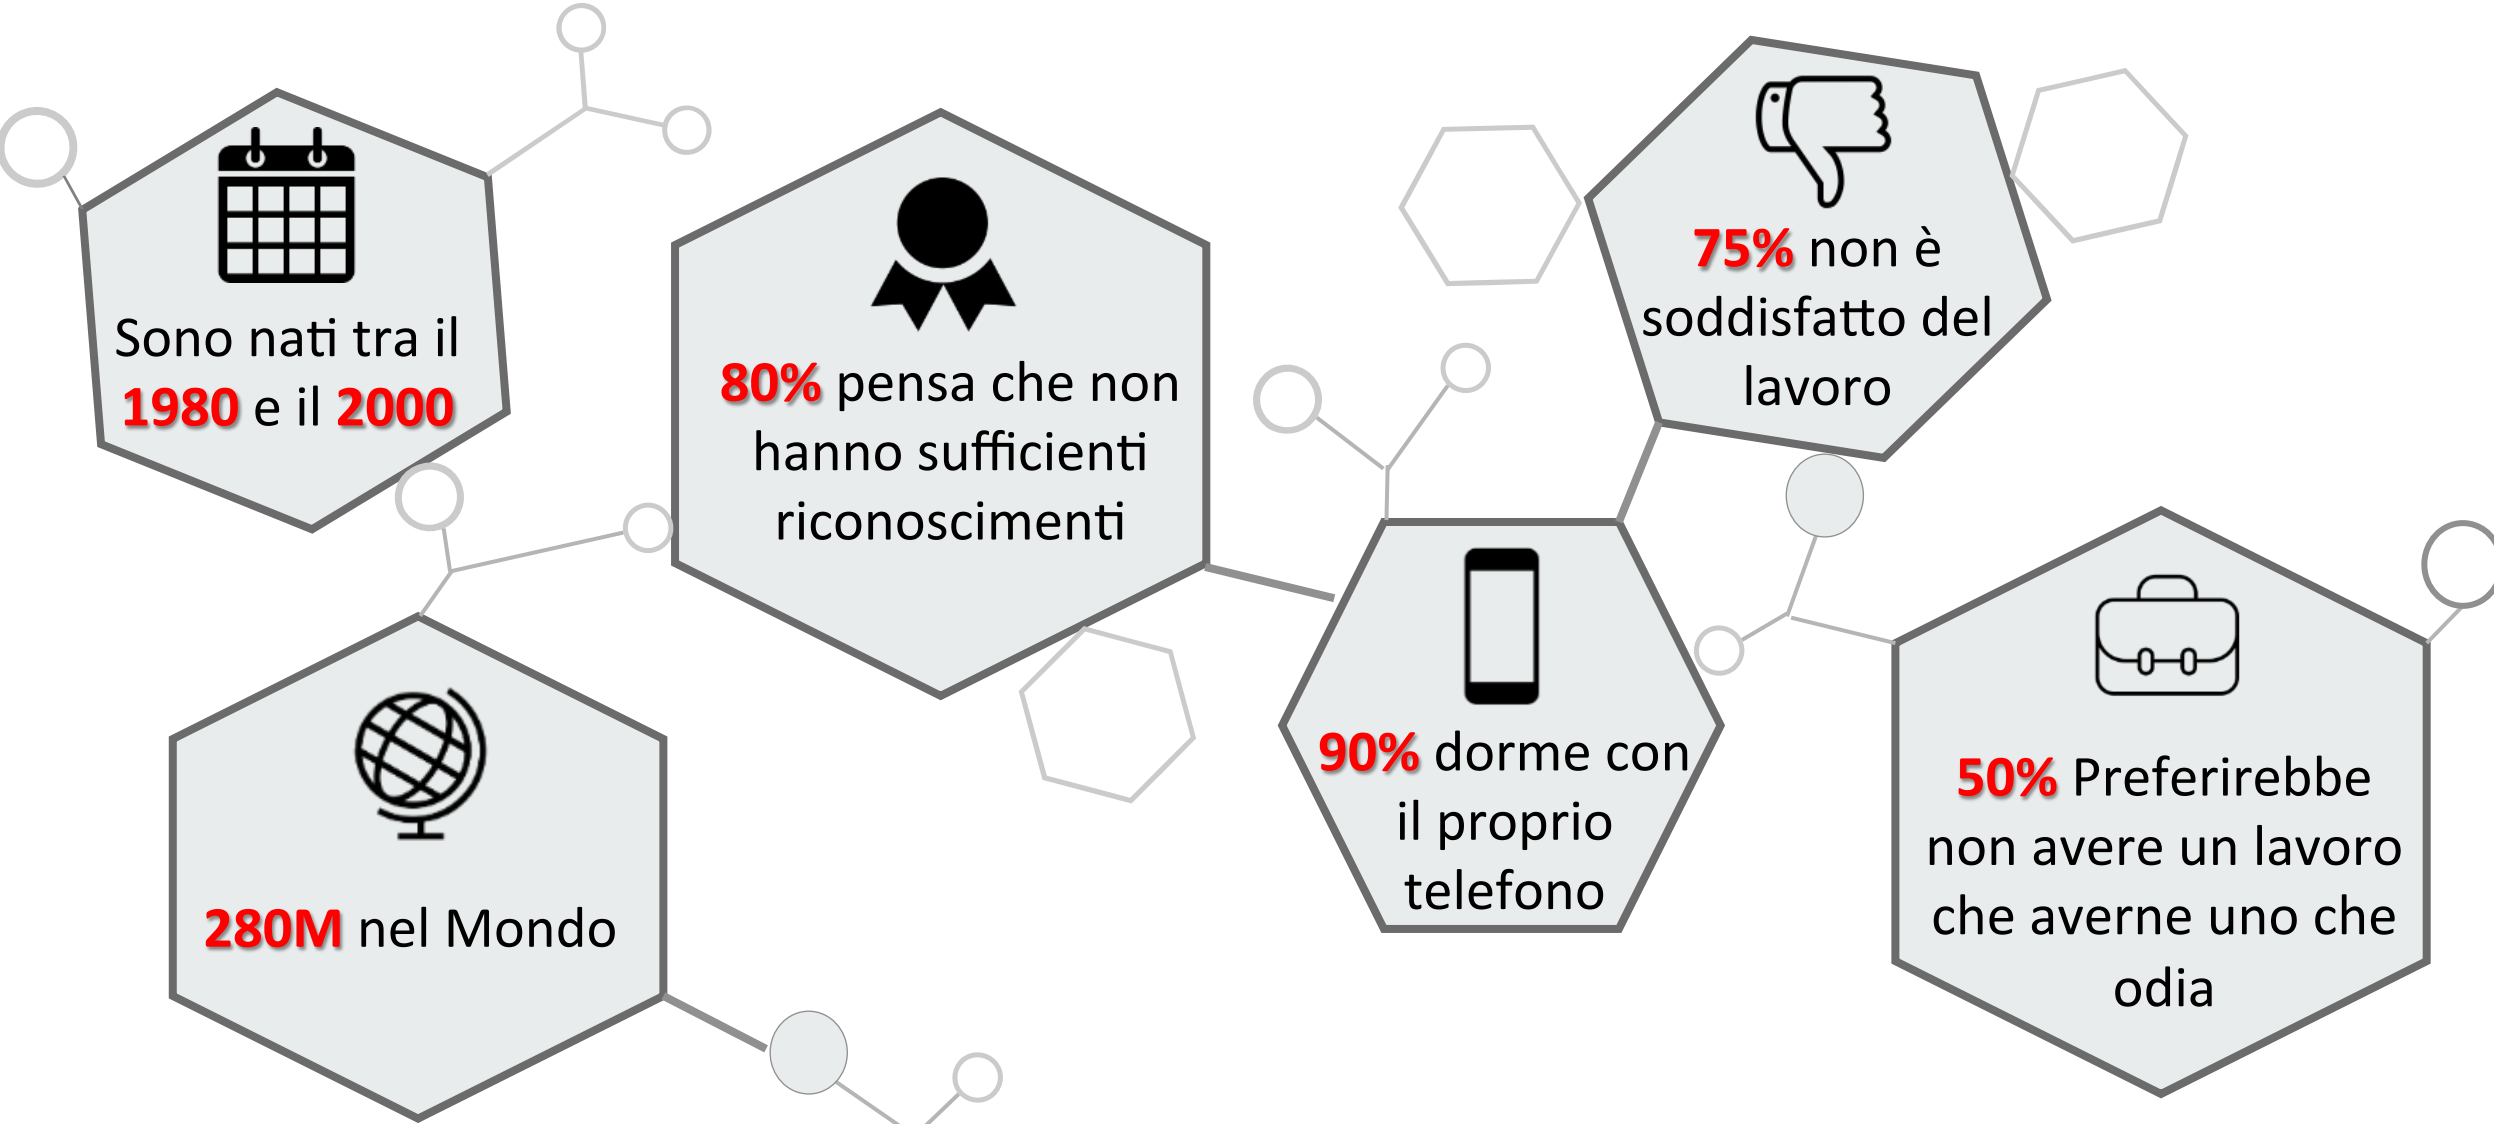 Sono nati tra il
1980 e il 2000
80% pensa che non
hanno sufficienti
riconoscimenti
75% non è
soddisfatto del
lavoro
280M nel Mondo
90% dorme con
il proprio
telefono
50% Preferirebbe
non avere un lavoro
che averne uno che
odia